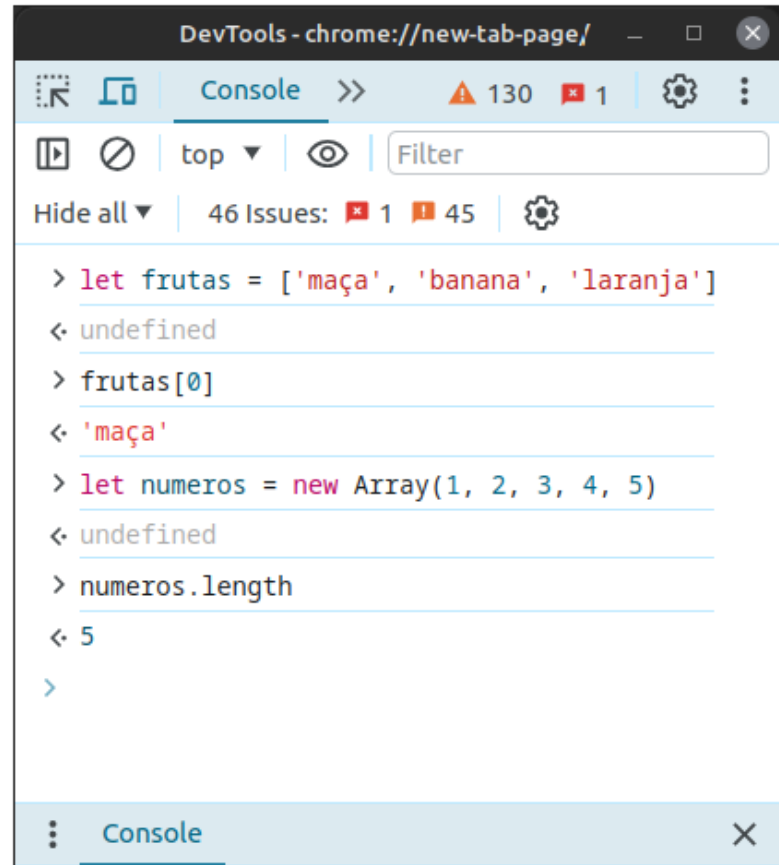 DevTools - chrome://new-tab-page/
Console 130 1
top Filter
Hide all 46 Issues: 1 45
> let frutas = ['maça', 'banana', 'laranja']
undefined
> frutas[0]
'maça'
> let numeros = new Array(1, 2, 3, 4, 5)
undefined
> numeros.length
5
>
Console